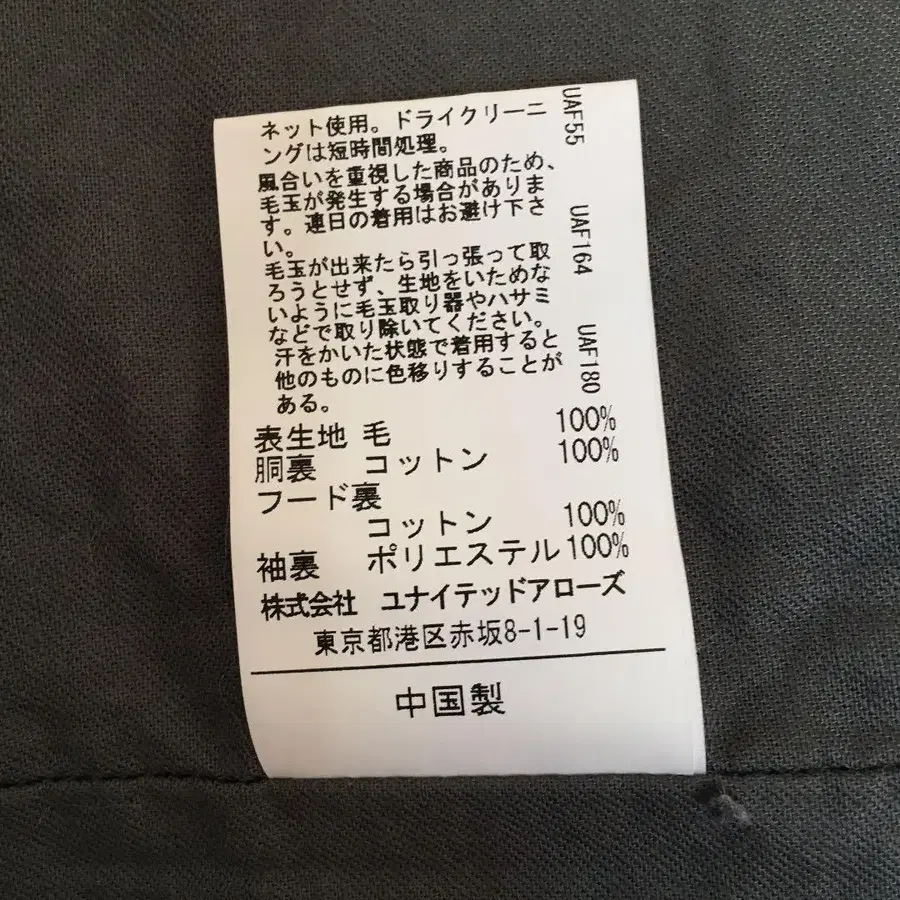 ネット使用。ドライクリーニ
ングは短時間処理。
風合いを重視した商品のため、
毛玉が発生する場合がありま
す。連日の着用はお避け下さ
い。
毛玉が出来たら引っ張って取
ろうとせず、生地をいためな
いように毛玉取り器やハサミ
などで取り除いてください。
汗をかいた状態で着用すると
他のものに色移りすることが
ある。
UAF55
UAF164
UAF180
表生地 毛 100%
胴裏 コットン 100%
フード裏
コットン 100%
袖裏 ポリエステル100%
株式会社 ユナイテッドアローズ
東京都港区赤坂8-1-19
中国製